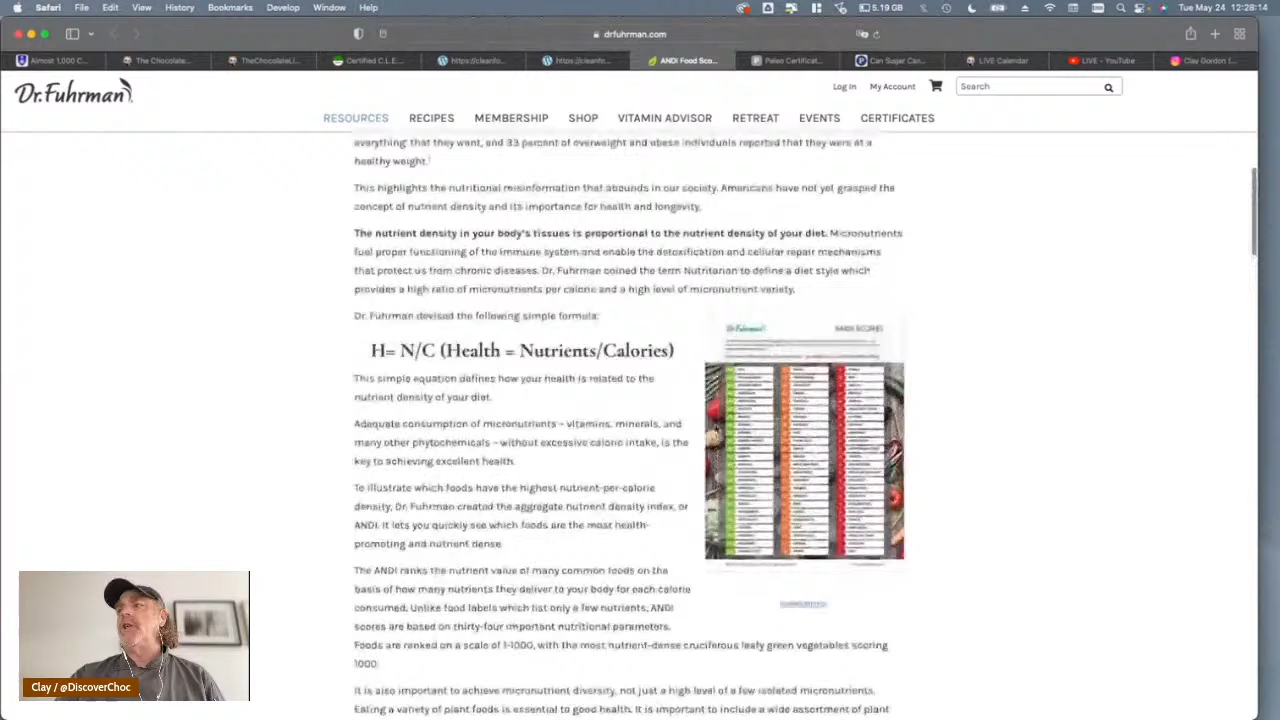 Safari File Edit View History Bookmarks Develop Window Help 5.19 GB Tue May 24 12:28:14
drfuhrman.com
Almost 1,000 C... The Chocolate... TheChocolateLi... Certified C.L.E... https://cleanfo... https://cleanfo... ANDI Food Sco... Paleo Certificat... Can Sugar Can... LIVE Calendar LIVE - YouTube Clay Gordon (...
Dr.Fuhrman
Log In My Account Search
RESOURCES RECIPES MEMBERSHIP SHOP VITAMIN ADVISOR RETREAT EVENTS CERTIFICATES
everything' that they want, and 33 percent of overweight and obese individuals reported that they were at a
healthy weight.
This highlights the nutritional misinformation that abounds in our society. Americans have not yet grasped the
concept of nutrient density and its importance for health and longevity.
The nutrient density in your body's tissues is proportional to the nutrient density of your diet. Micronutrients
fuel proper functioning of the immune system and enable the detoxification and cellular repair mechanisms
that protect us from chronic diseases. Dr. Fuhrman coined the term Nutritarian to define a diet style which
provides a high ratio of micronutrients per calorie and a high level of micronutrient variety.
Dr. Fuhrman devised the following simple formula:
H= N/C (Health = Nutrients/Calories)
This simple equation defines how your health is related to the
nutrient density of your diet.
Adequate consumption of micronutrients – vitamins, minerals, and
many other phytochemicals – without excessive caloric intake, is the
key to achieving excellent health.
To illustrate which foods have the highest nutrient-per-calorie
density, Dr. Fuhrman created the aggregate nutrient density index, or
ANDI. It lets you quickly see which foods are the most health-
promoting and nutrient dense.
The ANDI ranks the nutrient value of many common foods on the
basis of how many nutrients they deliver to your body for each calorie
consumed. Unlike food labels which list only a few nutrients, ANDI
scores are based on thirty-four important nutritional parameters.
Foods are ranked on a scale of 1-1000, with the most nutrient-dense cruciferous leafy green vegetables scoring
1000.
It is also important to achieve micronutrient diversity, not just a high level of a few isolated micronutrients.
Eating a variety of plant foods is essential to good health. It is important to include a wide assortment of plant
Dr.Fuhrman ANDI SCORES
Clay / @DiscoverChoc